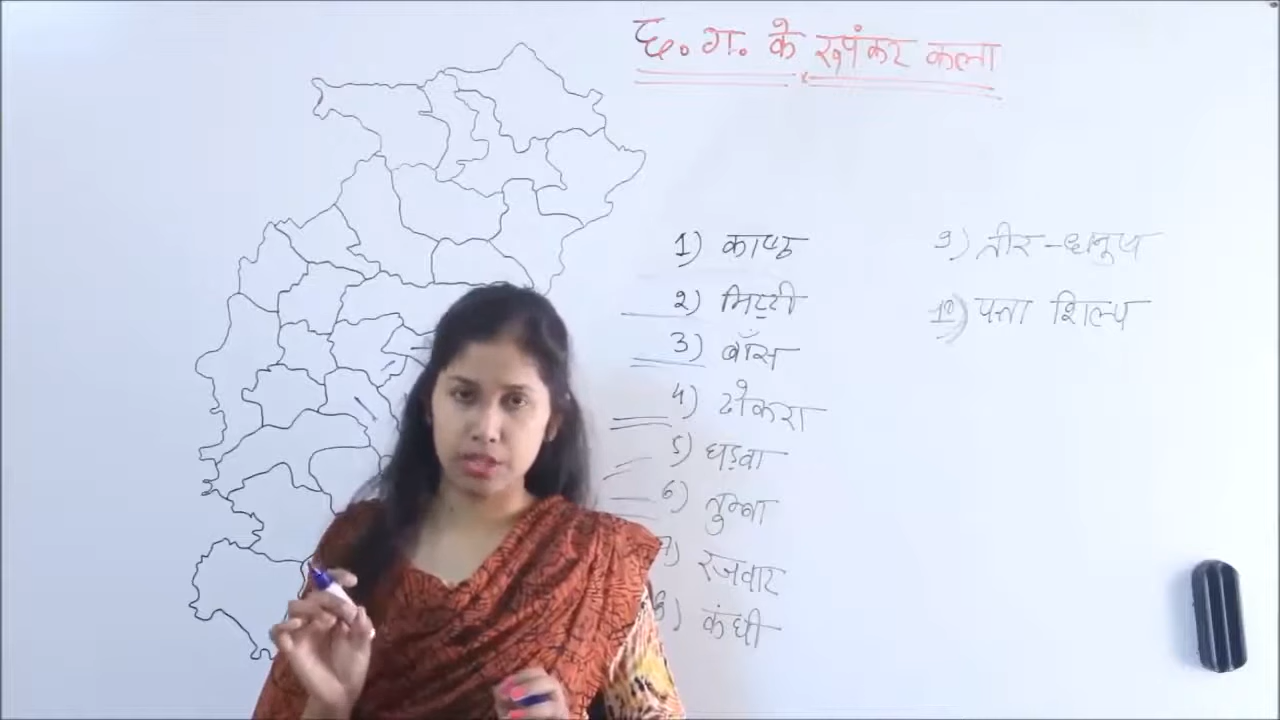 छ. ग. के रूपंकर कला
1) काष्ठ
2) मिट्टी
3) बाँस
4) ढोकरा
5) घड़वा
6) तुम्बा
7) रजवार
8) कंघी
9) तीर-धनुष
10) पत्ता शिल्प